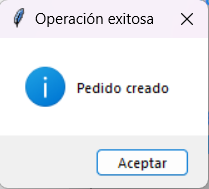 Operación exitosa
Pedido creado
Aceptar